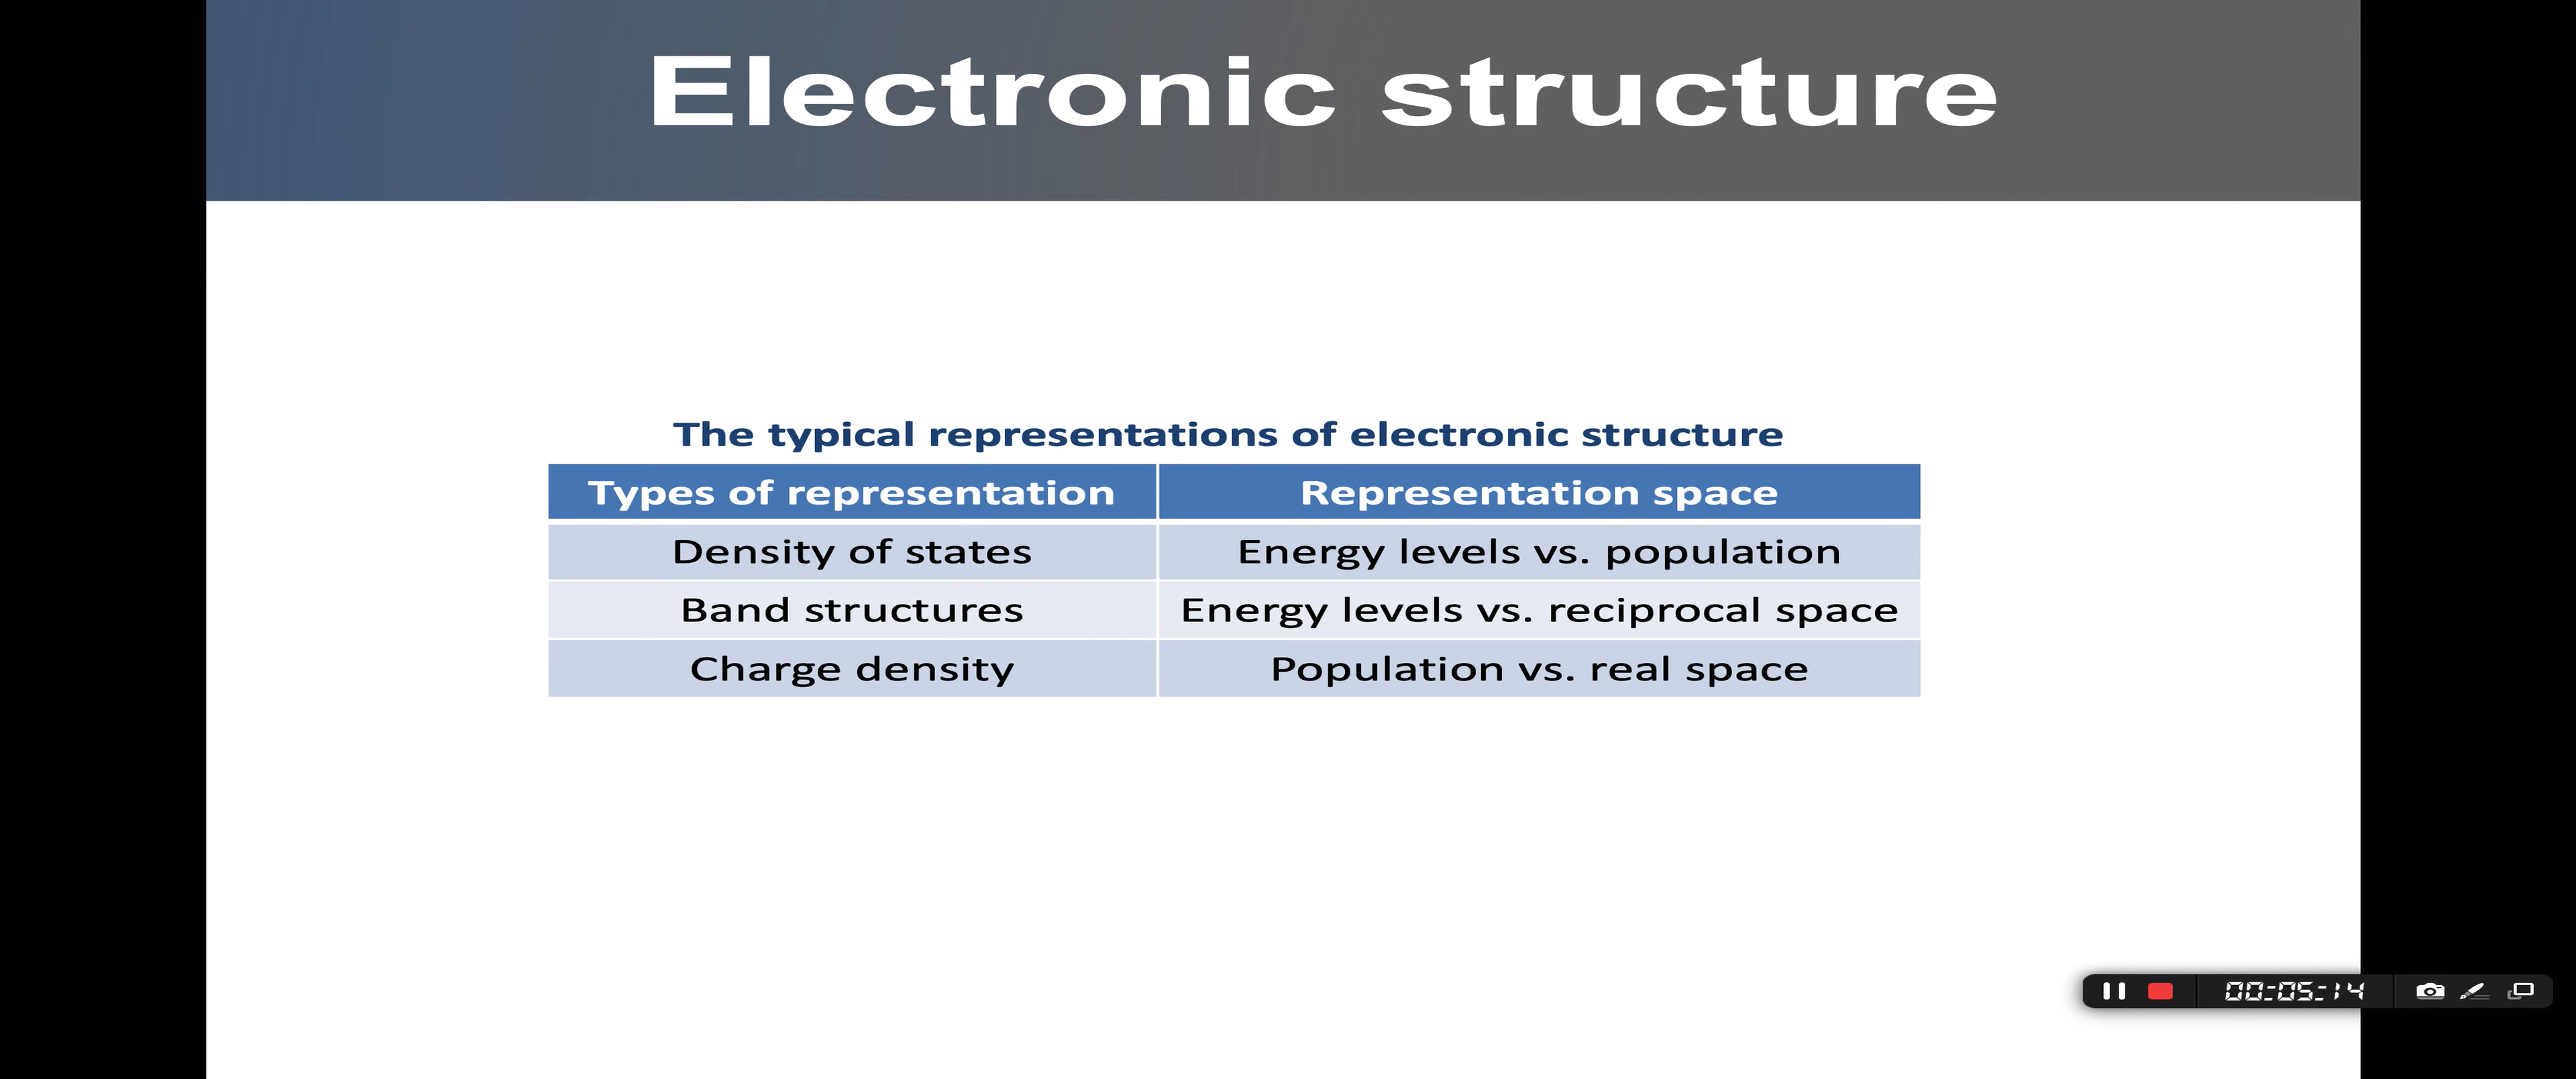 Electronic structure
The typical representations of electronic structure
Types of representation Representation space
Density of states Energy levels vs. population
Band structures Energy levels vs. reciprocal space
Charge density Population vs. real space
00:05:14